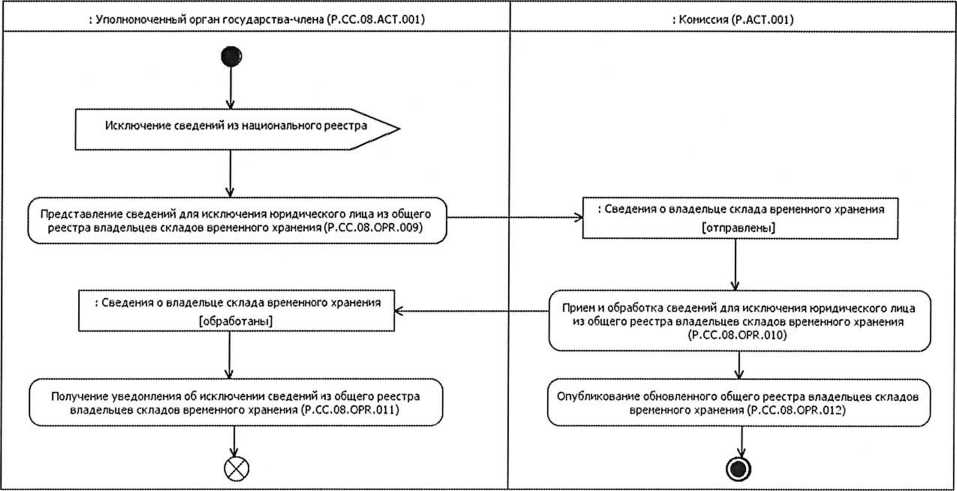 : Уполномоченный орган государства-члена (P.CC.08.ACT.001)
: Комиссия (P.ACT.001)
Исключение сведений из национального реестра
Представление сведений для исключения юридического лица из общего
реестра владельцев складов временного хранения (P.CC.08.OPR.009)
: Сведения о владельце склада временного хранения
[отправлены]
: Сведения о владельце склада временного хранения
[обработаны]
Прием и обработка сведений для исключения юридического лица
из общего реестра владельцев складов временного хранения
(P.CC.08.OPR.010)
Получение уведомления об исключении сведений из общего реестра
владельцев складов временного хранения (P.CC.08.OPR.011)
Опубликование обновленного общего реестра владельцев складов
временного хранения (P.CC.08.OPR.012)